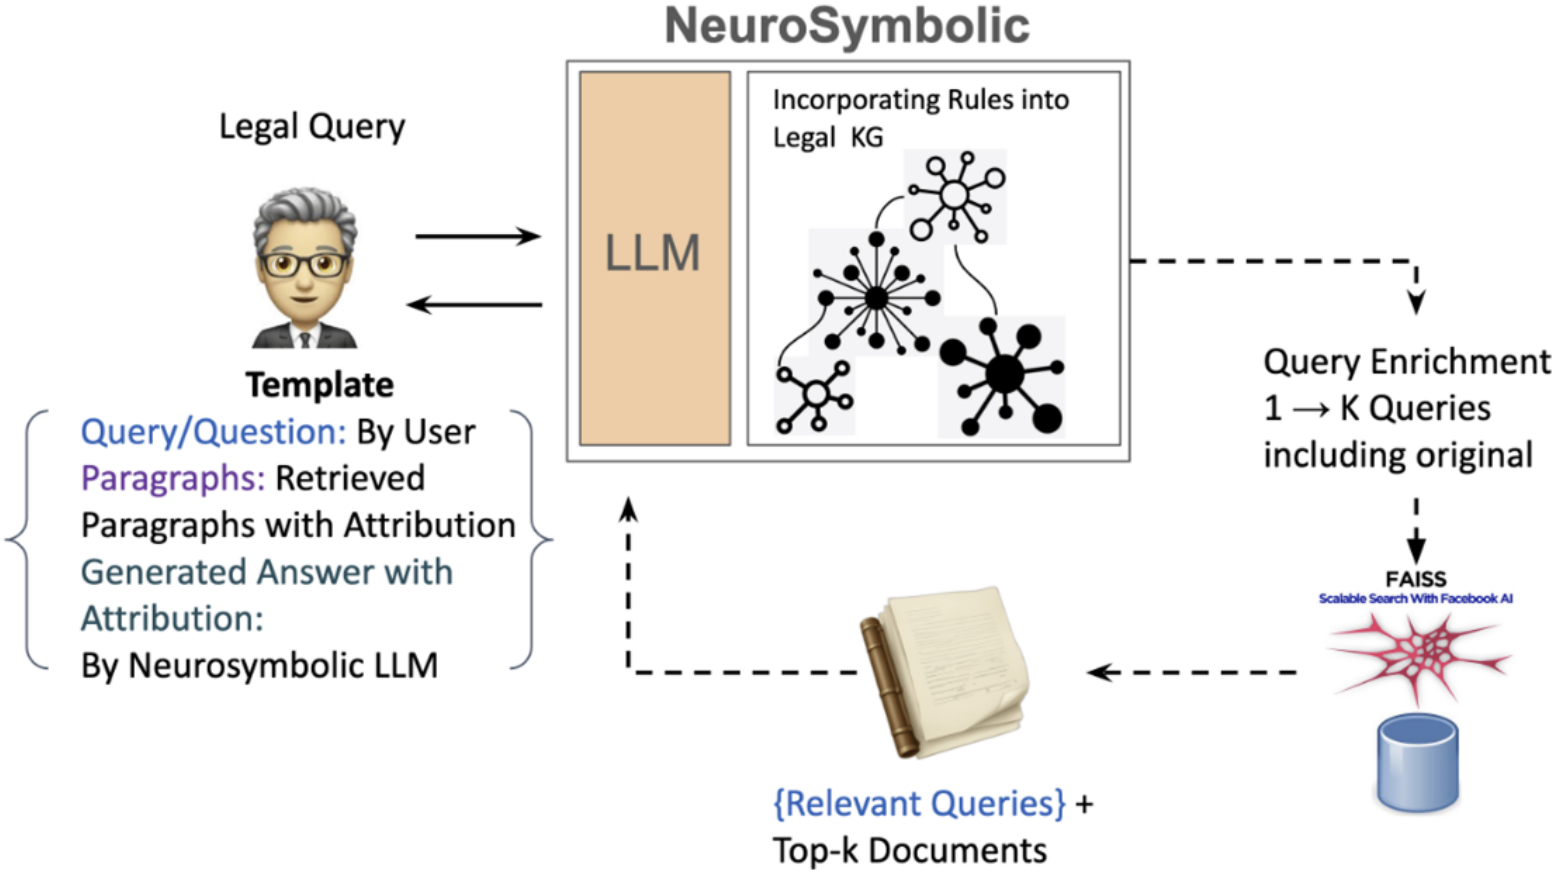 NeuroSymbolic
Legal Query
LLM
Incorporating Rules into
Legal KG
Template
Query/Question: By User
Paragraphs: Retrieved
Paragraphs with Attribution
Generated Answer with
Attribution:
By Neurosymbolic LLM
Query Enrichment
1 → K Queries
including original
FAISS
Scalable Search With Facebook AI
{Relevant Queries} +
Top-k Documents